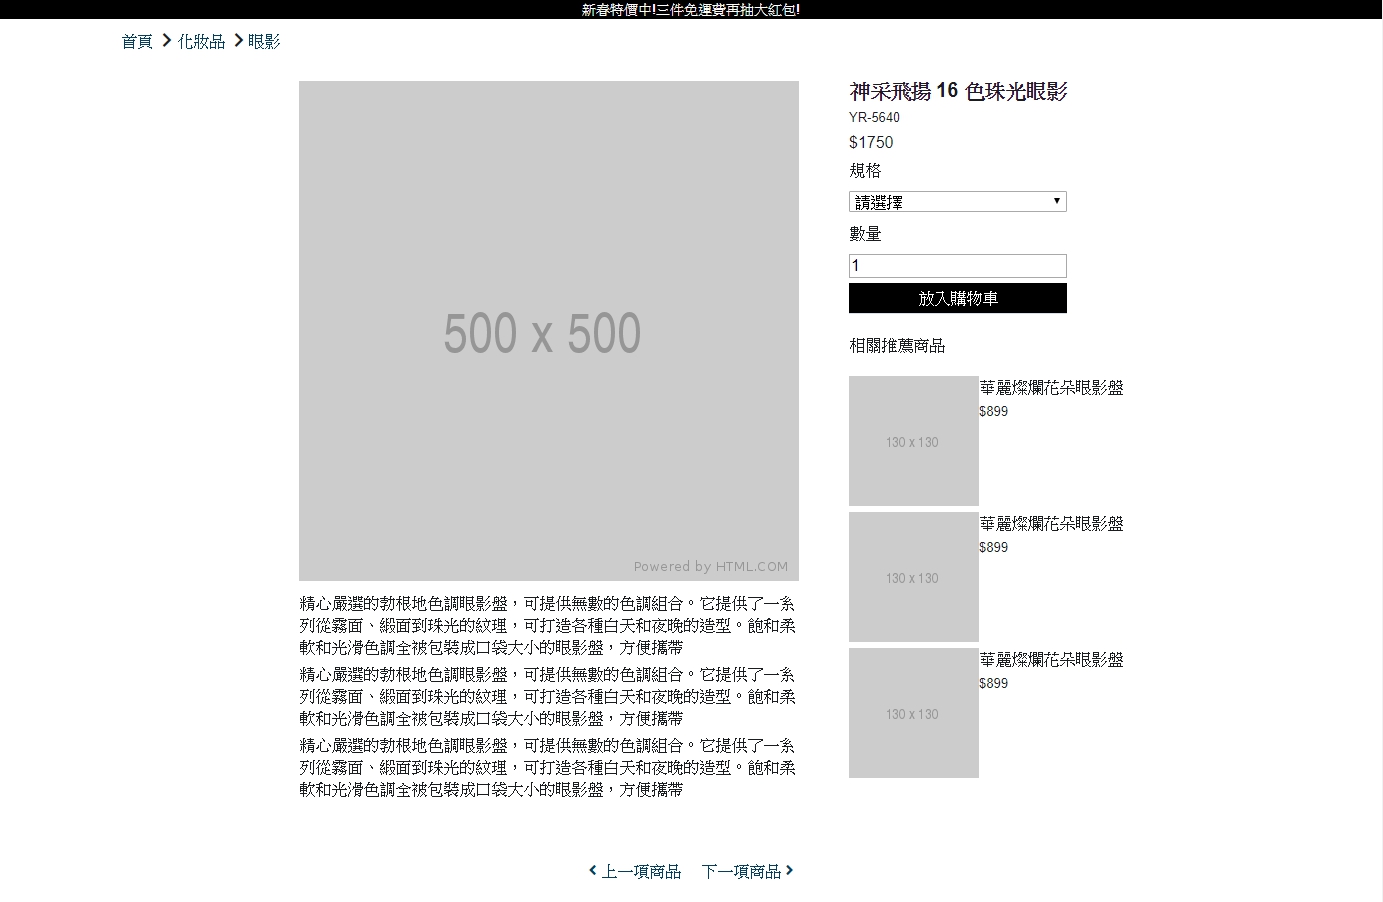 新春特價中!三件免運費再抽大紅包!
首頁 化妝品 眼影
500 x 500
Powered by HTML.COM
精心嚴選的勃根地色調眼影盤，可提供無數的色調組合。它提供了一系
列從霧面、緞面到珠光的紋理，可打造各種白天和夜晚的造型。飽和柔
軟和光滑色調全被包裝成口袋大小的眼影盤，方便攜帶
精心嚴選的勃根地色調眼影盤，可提供無數的色調組合。它提供了一系
列從霧面、緞面到珠光的紋理，可打造各種白天和夜晚的造型。飽和柔
軟和光滑色調全被包裝成口袋大小的眼影盤，方便攜帶
精心嚴選的勃根地色調眼影盤，可提供無數的色調組合。它提供了一系
列從霧面、緞面到珠光的紋理，可打造各種白天和夜晚的造型。飽和柔
軟和光滑色調全被包裝成口袋大小的眼影盤，方便攜帶
神采飛揚 16 色珠光眼影
YR-5640
$1750
規格
請選擇
數量
1
放入購物車
相關推薦商品
130 x 130
華麗燦爛花朵眼影盤
$899
130 x 130
華麗燦爛花朵眼影盤
$899
130 x 130
華麗燦爛花朵眼影盤
$899
上一項商品 下一項商品